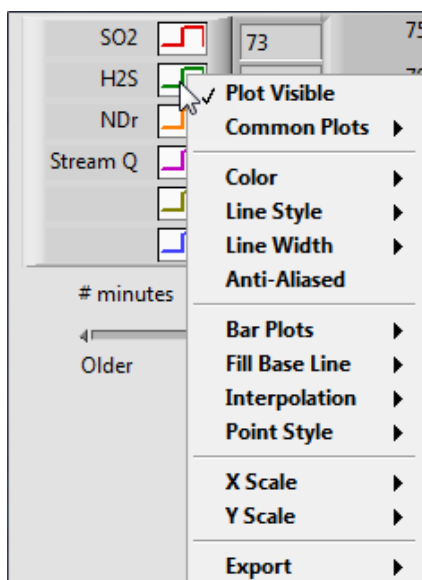 SO2 73 75
H2S
NDr
Stream Q
# minutes
Older
Plot Visible
Common Plots
Color
Line Style
Line Width
Anti-Aliased
Bar Plots
Fill Base Line
Interpolation
Point Style
X Scale
Y Scale
Export